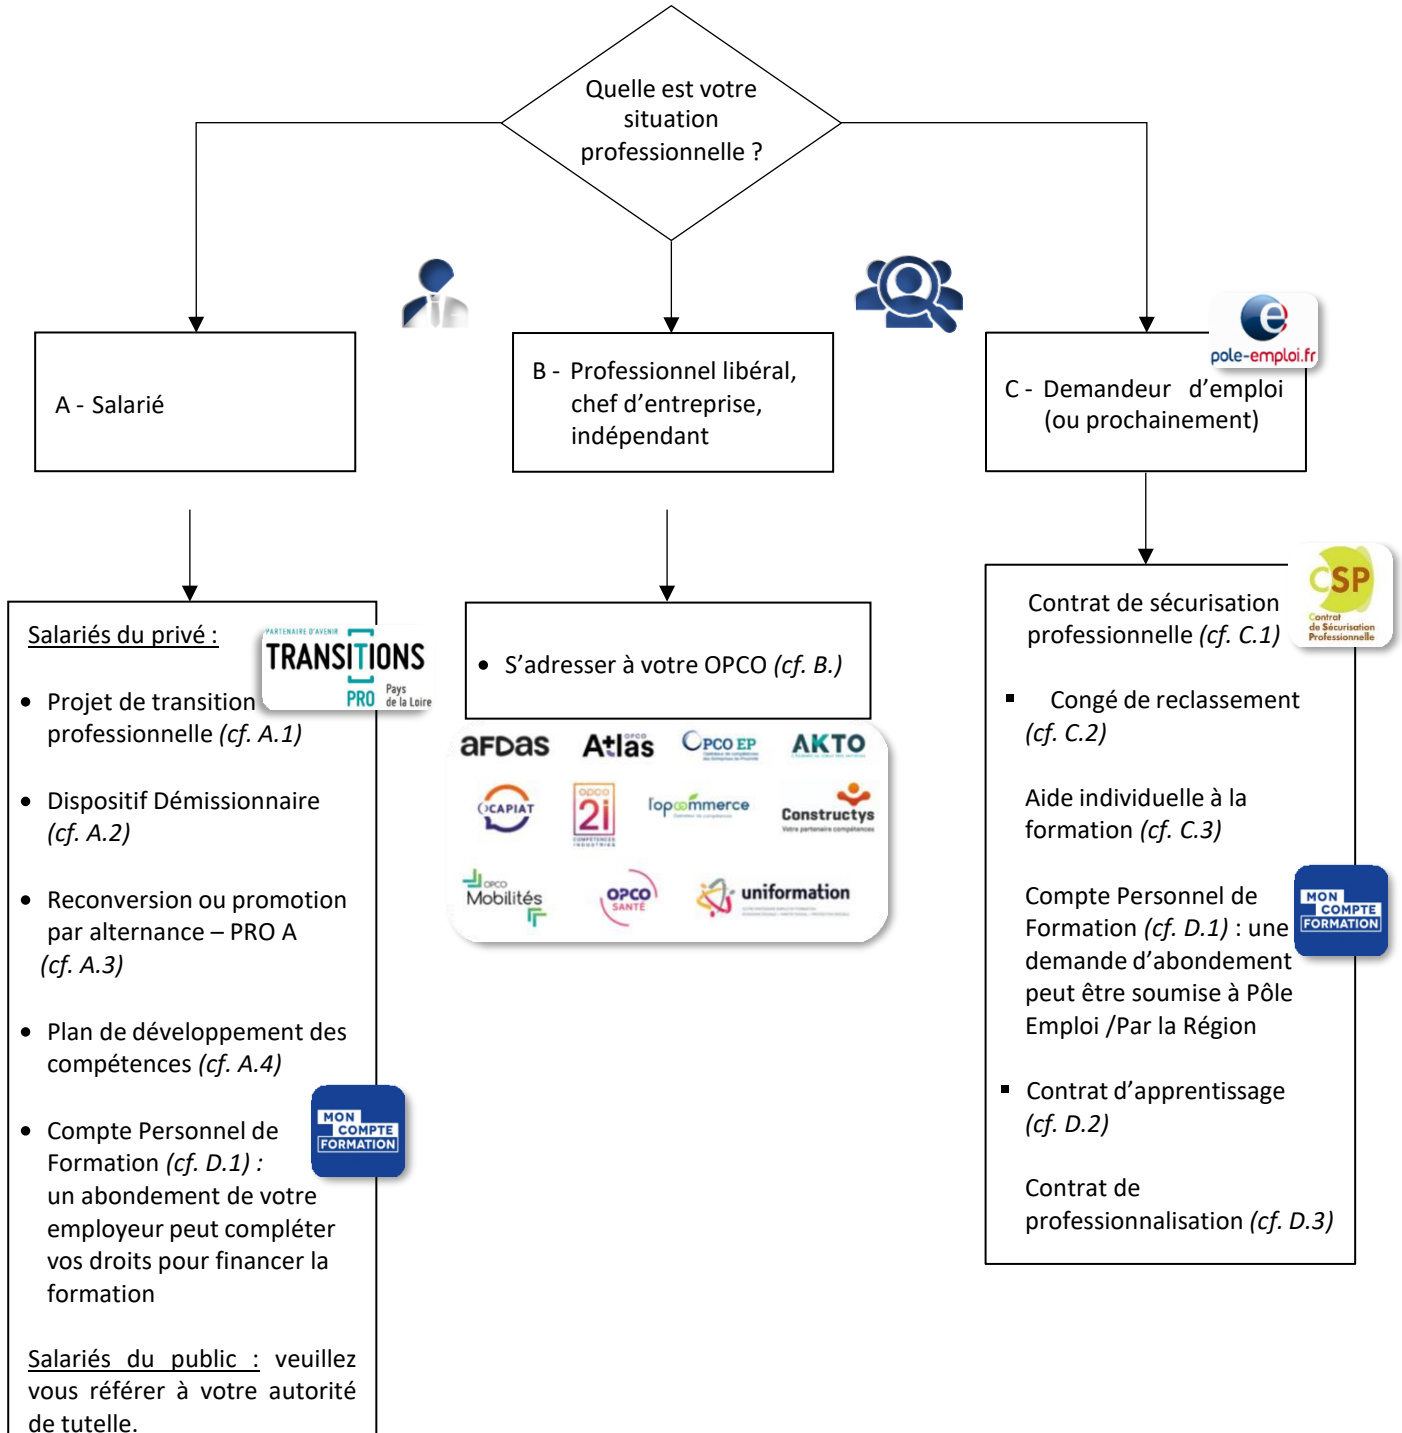 Quelle est votre
situation
professionnelle ?
pole-emploi.fr
A - Salarié
B - Professionnel libéral,
chef d’entreprise,
indépendant
C - Demandeur d’emploi
(ou prochainement)
Salariés du privé :
PARTENAIRE D'AVENIR
TRANSITIONS
PRO Pays
de la Loire
• Projet de transition
professionnelle (cf. A.1)
• Dispositif Démissionnaire
(cf. A.2)
• Reconversion ou promotion
par alternance – PRO A
(cf. A.3)
• Plan de développement des
compétences (cf. A.4)
• Compte Personnel de
Formation (cf. D.1) :
un abondement de votre
employeur peut compléter
vos droits pour financer la
formation
MON
COMPTE
FORMATION
Salariés du public : veuillez
vous référer à votre autorité
de tutelle.
• S’adresser à votre OPCO (cf. B.)
aFDas
OPCO
Atlas
OPCO EP
AKTO
OCAPIAT
opco
2i
COMPÉTENCES
INDUSTRIES
l'opcommerce
Constructys
Votre partenaire compétences
OPCO
Mobilités
OPCO
SANTÉ
uniformation
CSP
Contrat
de Sécurisation
Professionnelle
Contrat de sécurisation
professionnelle (cf. C.1)
▪ Congé de reclassement
(cf. C.2)
Aide individuelle à la
formation (cf. C.3)
Compte Personnel de
Formation (cf. D.1) : une
demande d’abondement
peut être soumise à Pôle
Emploi /Par la Région
MON
COMPTE
FORMATION
▪ Contrat d’apprentissage
(cf. D.2)
Contrat de
professionnalisation (cf. D.3)